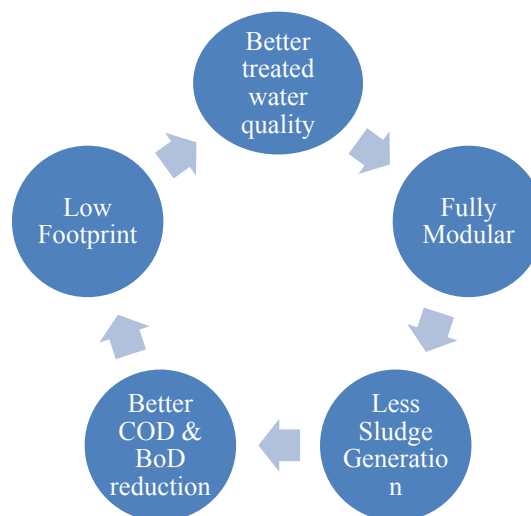 Better
treated
water
quality
Fully
Modular
Less
Sludge
Generatio
n
Better
COD &
BoD
reduction
Low
Footprint